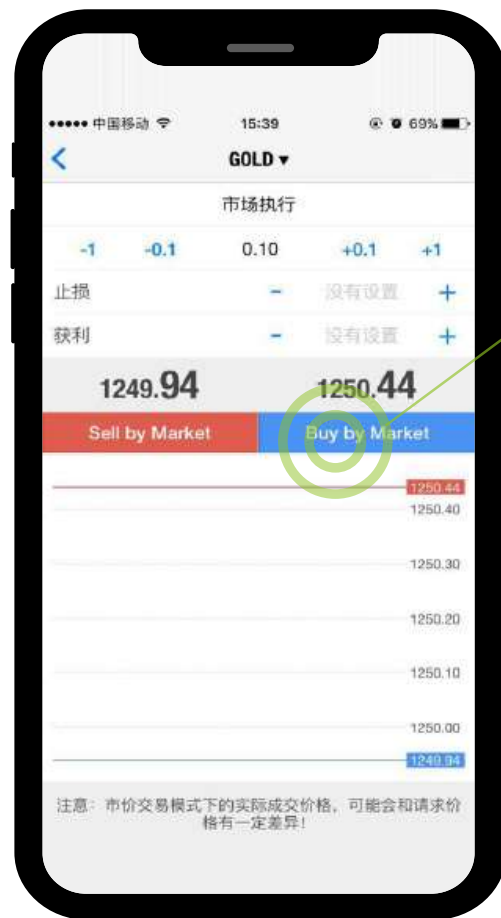 中国移动 15:39 69%
GOLD ▾
市场执行
-1 -0.1 0.10 +0.1 +1
止损 - 没有设置 +
获利 - 没有设置 +
1249.94 1250.44
Sell by Market Buy by Market
1250.44
1250.40
1250.30
1250.20
1250.10
1250.00
1249.94
注意：市价交易模式下的实际成交价格，可能会和请求价
格有一定差异！